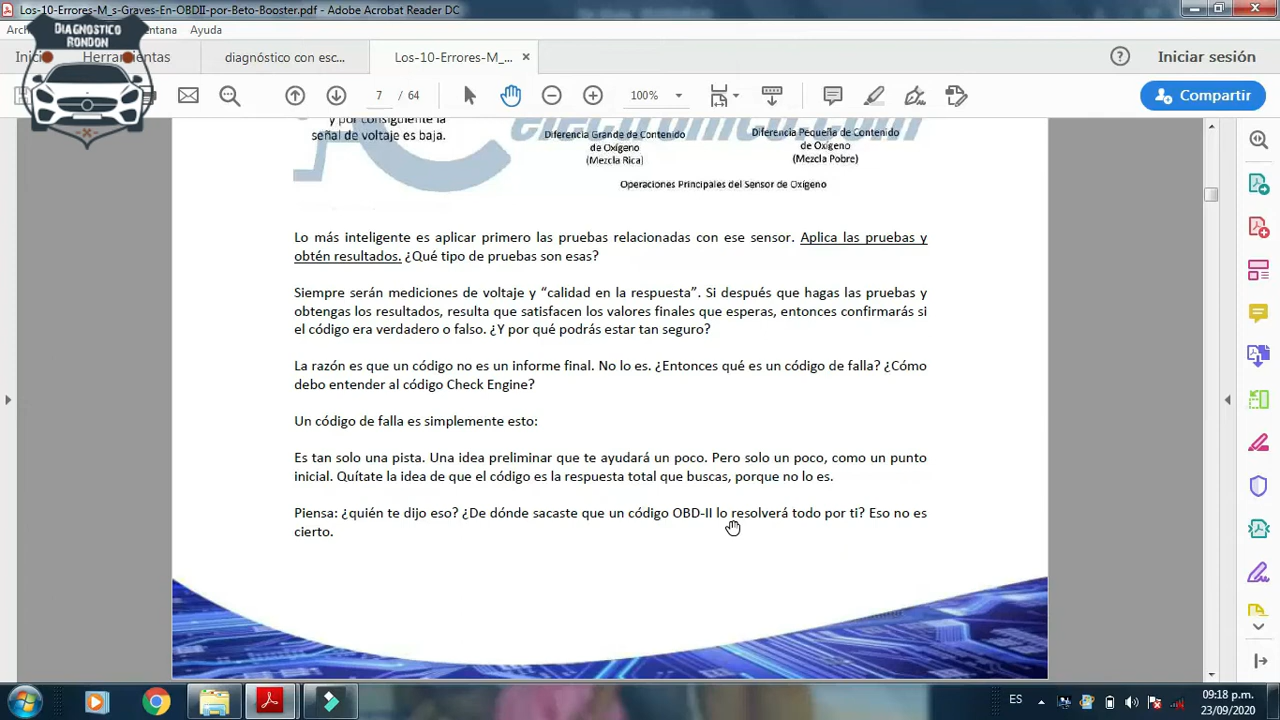 Los-10-Errores-M_s-Graves-En-OBDII-por-Beto-Booster.pdf - Adobe Acrobat Reader DC
DIAGNOSTICO
RONDON
Ayuda
Herramientas
diagnóstico con esc...
Los-10-Errores-M_...
Iniciar sesión
7 / 64
100%
Compartir
y por consiguiente la
señal de voltaje es baja.
Diferencia Grande de Contenido
de Oxígeno
(Mezcla Rica)
Diferencia Pequeña de Contenido
de Oxígeno
(Mezcla Pobre)
Operaciones Principales del Sensor de Oxígeno
Lo más inteligente es aplicar primero las pruebas relacionadas con ese sensor. Aplica las pruebas y
obtén resultados. ¿Qué tipo de pruebas son esas?
Siempre serán mediciones de voltaje y “calidad en la respuesta”. Si después que hagas las pruebas y
obtengas los resultados, resulta que satisfacen los valores finales que esperas, entonces confirmarás si
el código era verdadero o falso. ¿Y por qué podrás estar tan seguro?
La razón es que un código no es un informe final. No lo es. ¿Entonces qué es un código de falla? ¿Cómo
debo entender al código Check Engine?
Un código de falla es simplemente esto:
Es tan solo una pista. Una idea preliminar que te ayudará un poco. Pero solo un poco, como un punto
inicial. Quítate la idea de que el código es la respuesta total que buscas, porque no lo es.
Piensa: ¿quién te dijo eso? ¿De dónde sacaste que un código OBD-II lo resolverá todo por ti? Eso no es
cierto.
ES
09:18 p.m.
23/09/2020